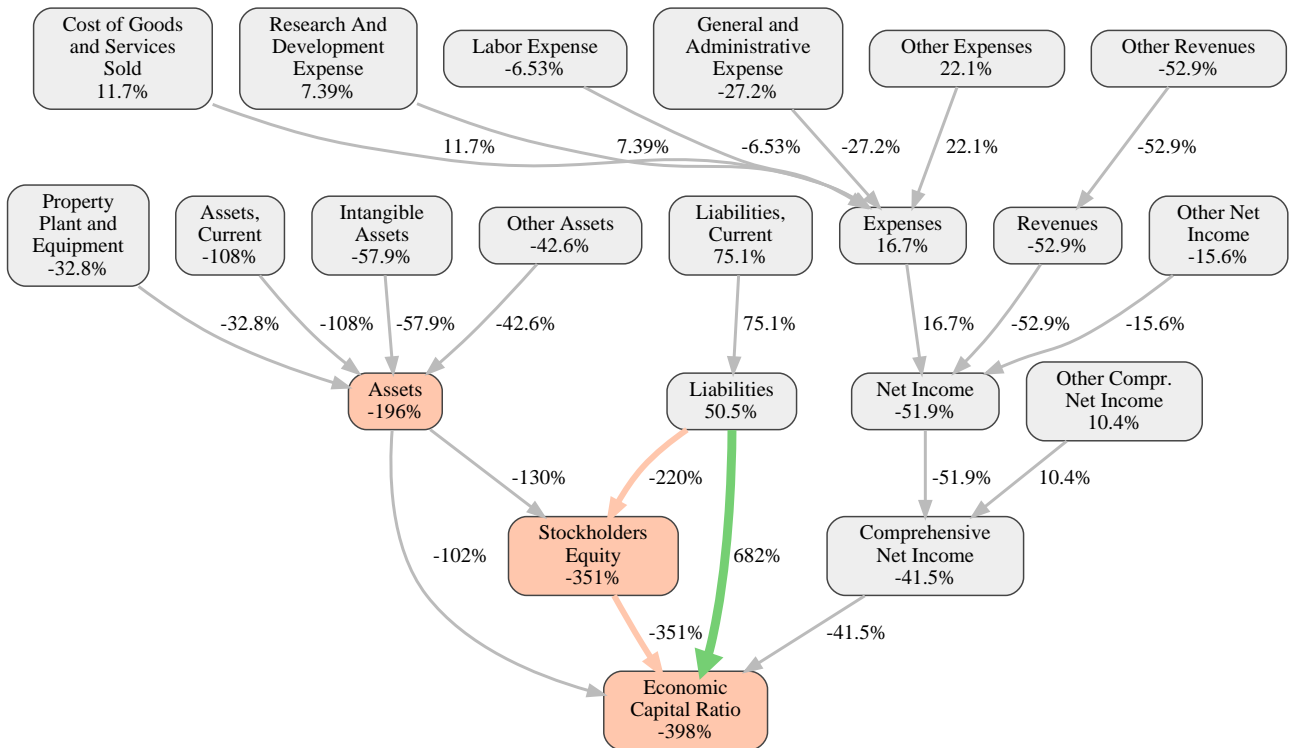 Cost of Goods
and Services
Sold
11.7%
Research And
Development
Expense
7.39%
Labor Expense
-6.53%
General and
Administrative
Expense
-27.2%
Other Expenses
22.1%
Other Revenues
-52.9%
11.7%
7.39%
-6.53%
-27.2%
22.1%
-52.9%
Property
Plant and
Equipment
-32.8%
Assets,
Current
-108%
Intangible
Assets
-57.9%
Other Assets
-42.6%
Liabilities,
Current
75.1%
Expenses
16.7%
Revenues
-52.9%
Other Net
Income
-15.6%
-32.8%
-108%
-57.9%
-42.6%
75.1%
16.7%
-52.9%
-15.6%
Assets
-196%
Liabilities
50.5%
Net Income
-51.9%
Other Compr.
Net Income
10.4%
-130%
-220%
-51.9%
10.4%
Stockholders
Equity
-351%
Comprehensive
Net Income
-41.5%
-102%
682%
-351%
-41.5%
Economic
Capital Ratio
-398%